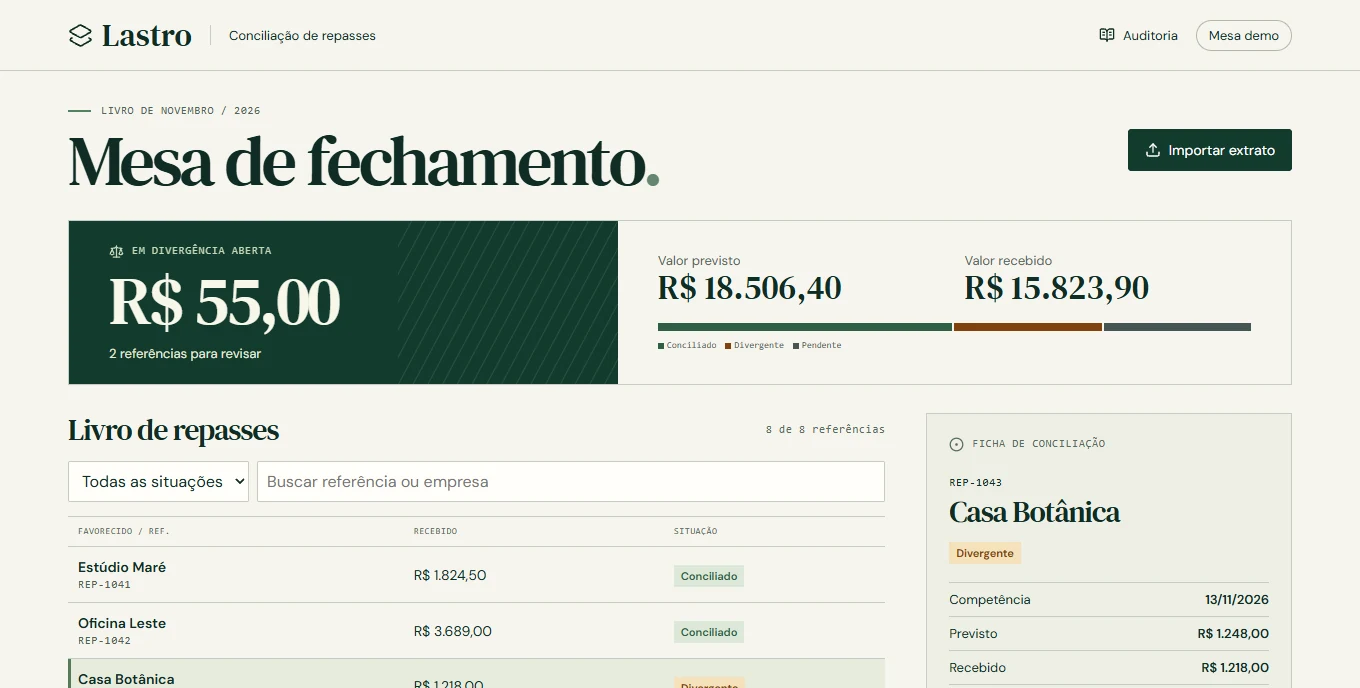 Lastro
Conciliação de repasses
Auditoria
Mesa demo
LIVRO DE NOVEMBRO / 2026
Mesa de fechamento.
Importar extrato
EM DIVERGÊNCIA ABERTA
R$ 55,00
2 referências para revisar
Valor previsto
R$ 18.506,40
Valor recebido
R$ 15.823,90
Conciliado
Divergente
Pendente
Livro de repasses
8 de 8 referências
Todas as situações
Buscar referência ou empresa
FAVORECIDO / REF.
RECEBIDO
SITUAÇÃO
Estúdio Maré
REP-1041
R$ 1.824,50
Conciliado
Oficina Leste
REP-1042
R$ 3.689,00
Conciliado
Casa Botânica
R$ 1.218,00
Divergente
FICHA DE CONCILIAÇÃO
REP-1043
Casa Botânica
Divergente
Competência
13/11/2026
Previsto
R$ 1.248,00
Recebido
R$ 1.218,00